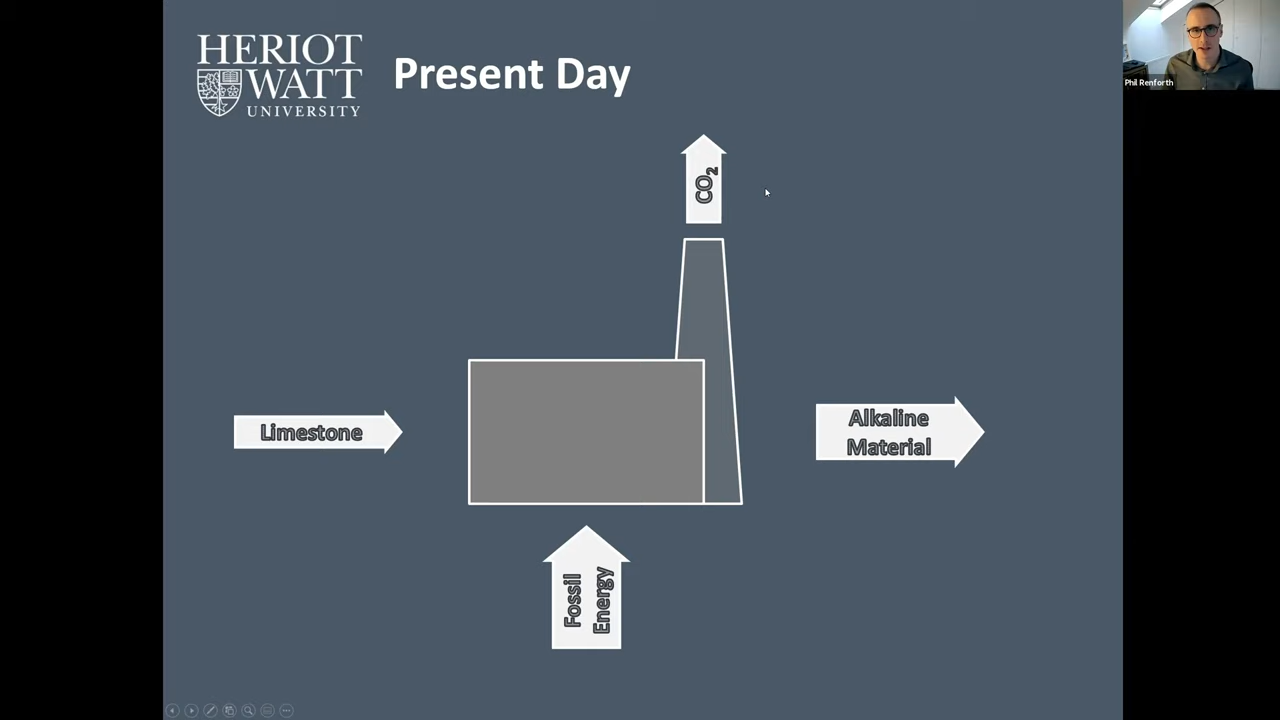 HERIOT
WATT
UNIVERSITY
Present Day
Phil Renforth
CO₂
Limestone
Alkaline
Material
Fossil
Energy